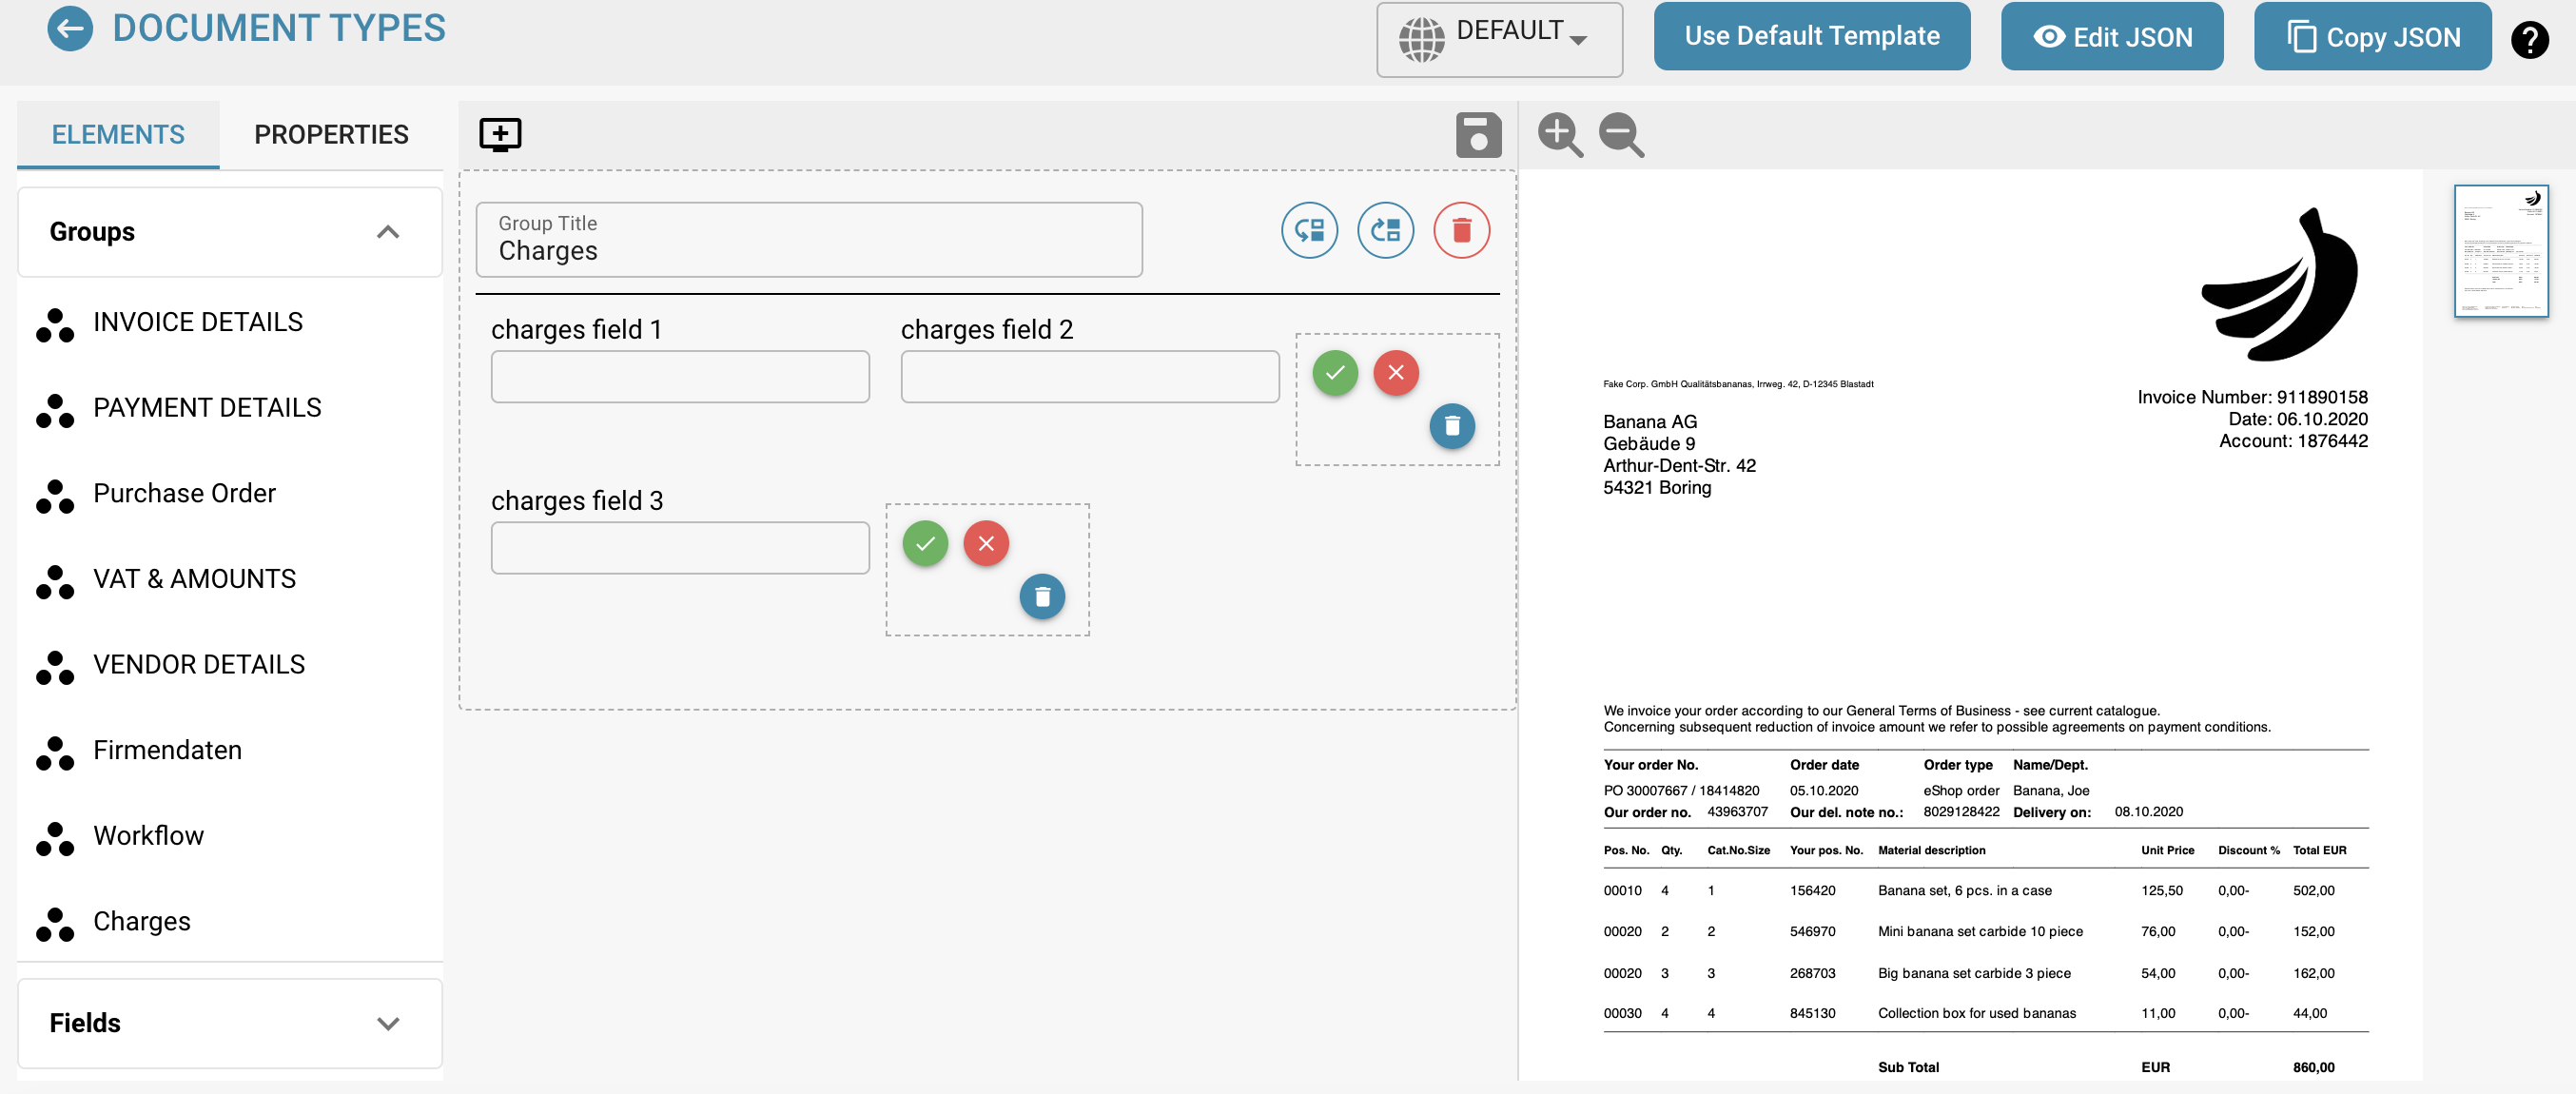 DOCUMENT TYPES
DEFAULT
Use Default Template
Edit JSON
Copy JSON
?
ELEMENTS
PROPERTIES
Groups
INVOICE DETAILS
PAYMENT DETAILS
Purchase Order
VAT & AMOUNTS
VENDOR DETAILS
Firmendaten
Workflow
Charges
Fields
Group Title
Charges
charges field 1
charges field 2
charges field 3
Fake Corp. GmbH Qualitätsbananas, Irrweg. 42, D-12345 Blastadt
Invoice Number: 911890158
Date: 06.10.2020
Account: 1876442
Banana AG
Gebäude 9
Arthur-Dent-Str. 42
54321 Boring
We invoice your order according to our General Terms of Business - see current catalogue.
Concerning subsequent reduction of invoice amount we refer to possible agreements on payment conditions.
Your order No. Order date Order type Name/Dept.
PO 30007667 / 18414820 05.10.2020 eShop order Banana, Joe
Our order no. 43963707 Our del. note no.: 8029128422 Delivery on: 08.10.2020
Pos. No. Qty. Cat.No.Size Your pos. No. Material description Unit Price Discount % Total EUR
00010 4 1 156420 Banana set, 6 pcs. in a case 125,50 0,00- 502,00
00020 2 2 546970 Mini banana set carbide 10 piece 76,00 0,00- 152,00
00020 3 3 268703 Big banana set carbide 3 piece 54,00 0,00- 162,00
00030 4 4 845130 Collection box for used bananas 11,00 0,00- 44,00
Sub Total EUR 860,00